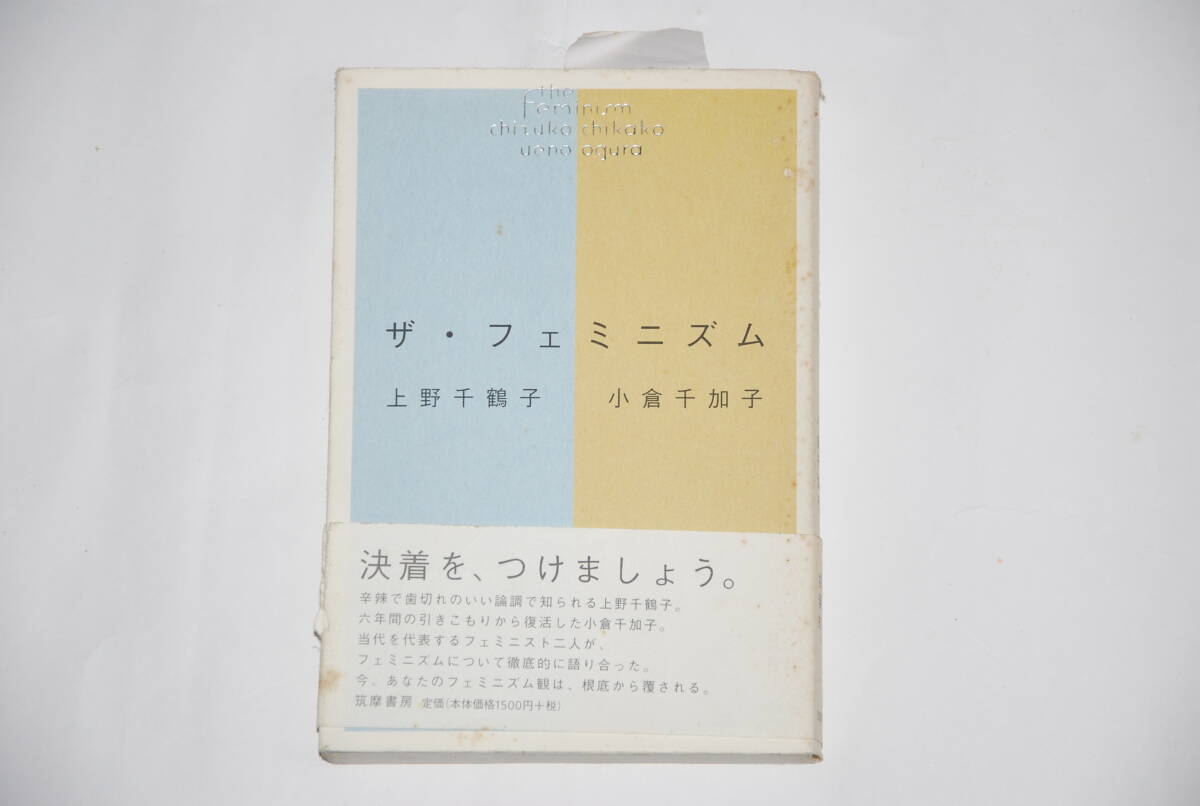 the
feminism
chizuko chikako
ueno ogura
ザ・フェミニズム
上野千鶴子 小倉千加子
決着を、つけましょう。
辛辣で歯切れのいい論調で知られる上野千鶴子。
六年間の引きこもりから復活した小倉千加子。
当代を代表するフェミニスト二人が、
フェミニズムについて徹底的に語り合った。
今、あなたのフェミニズム観は、根底から覆される。
筑摩書房 定価(本体価格1500円+税)